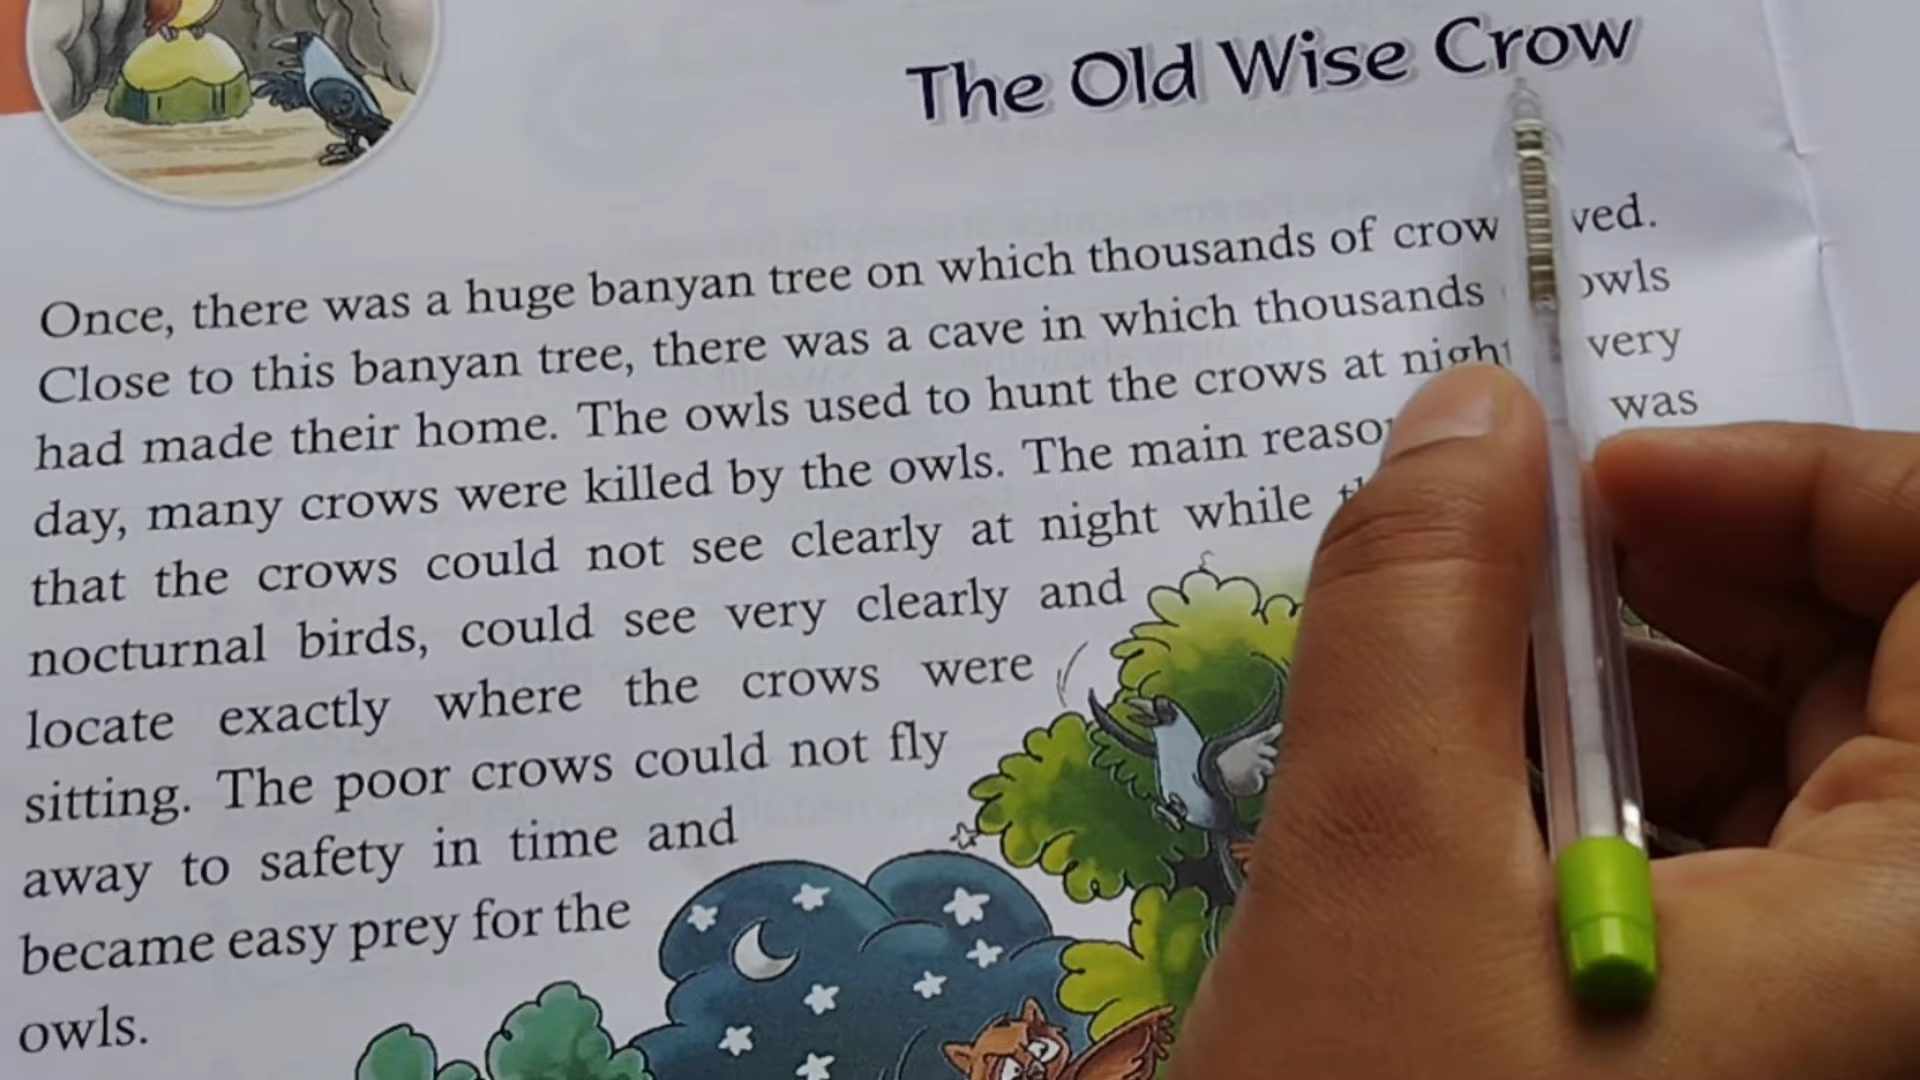 The Old Wise Crow
Once, there was a huge banyan tree on which thousands of crow ved.
Close to this banyan tree, there was a cave in which thousands owls
had made their home. The owls used to hunt the crows at night very
day, many crows were killed by the owls. The main reason was
that the crows could not see clearly at night while
nocturnal birds, could see very clearly and
locate exactly where the crows were
sitting. The poor crows could not fly
away to safety in time and
became easy prey for the
owls.